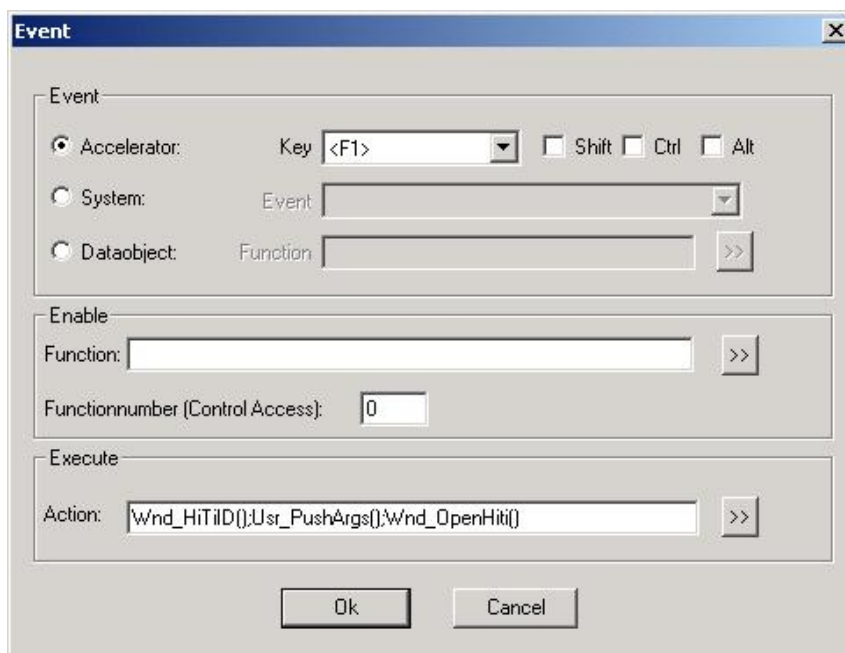 Event
Event
Accelerator: Key <F1> Shift Ctrl Alt
System: Event
Dataobject: Function >>
Enable
Function: >>
Functionnumber (Control Access): 0
Execute
Action: Wnd_HiTiID();Usr_PushArgs();Wnd_OpenHiti() >>
Ok Cancel